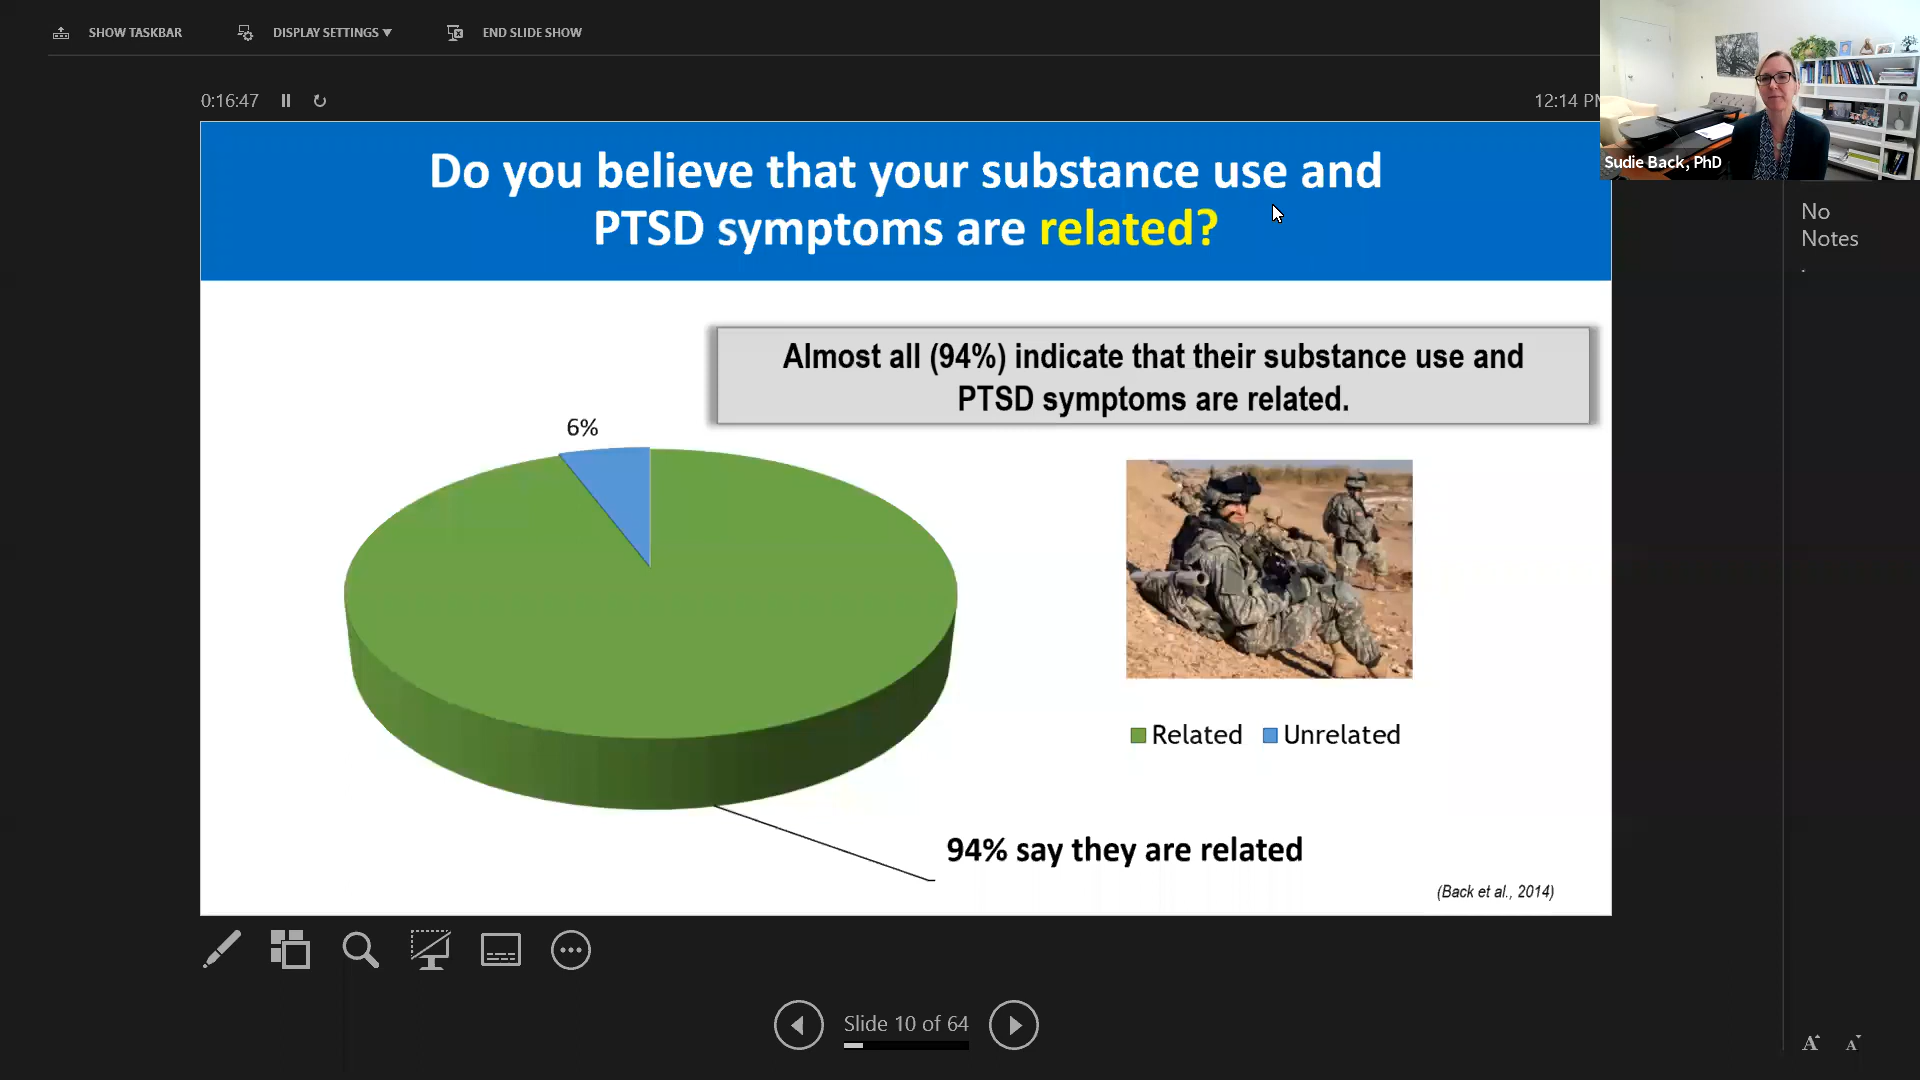 SHOW TASKBAR
DISPLAY SETTINGS
END SLIDE SHOW
0:16:47
12:14 PM
Sudie Back, PhD
Do you believe that your substance use and
PTSD symptoms are related?
No
Notes
.
Almost all (94%) indicate that their substance use and
PTSD symptoms are related.
6%
Related
Unrelated
94% say they are related
(Back et al., 2014)
Slide 10 of 64
A
A